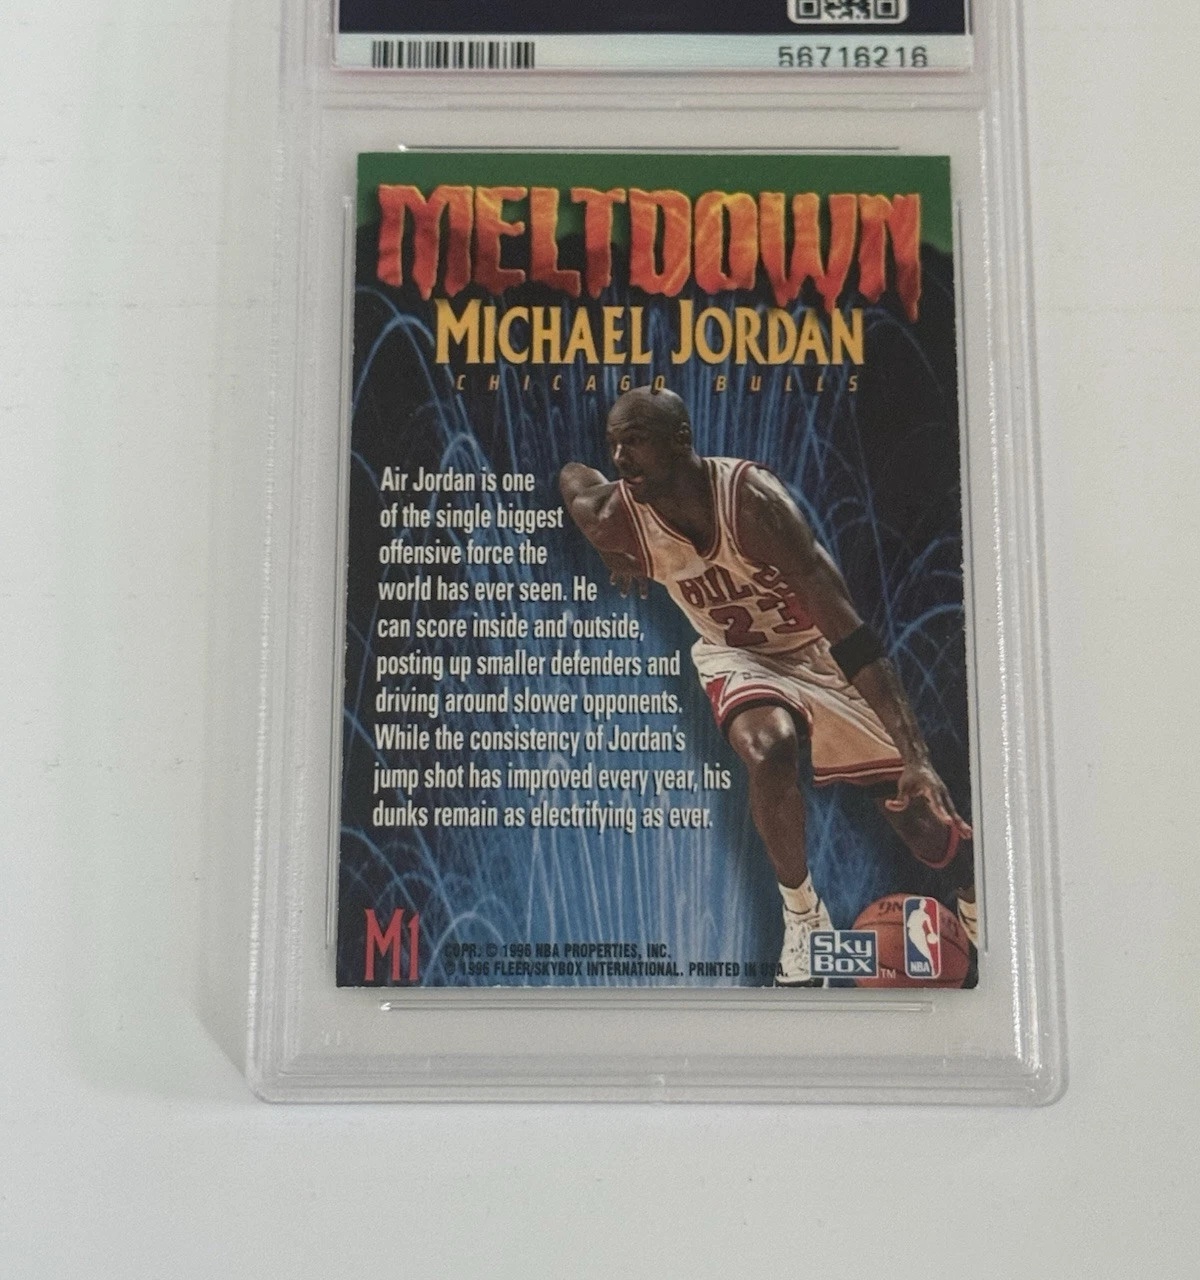 56716216
MELTDOWN
MICHAEL JORDAN
CHICAGO BULLS
Air Jordan is one
of the single biggest
offensive force the
world has ever seen. He
can score inside and outside,
posting up smaller defenders and
driving around slower opponents.
While the consistency of Jordan's
jump shot has improved every year, his
dunks remain as electrifying as ever.
BULLS
23
M1
COPR. © 1996 NBA PROPERTIES, INC.
© 1996 FLEER/SKYBOX INTERNATIONAL. PRINTED IN USA.
Sky
BOX™
NBA